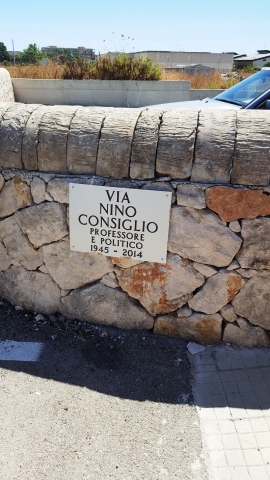 VIA
NINO
CONSIGLIO
PROFESSORE
E POLITICO
1945 - 2014